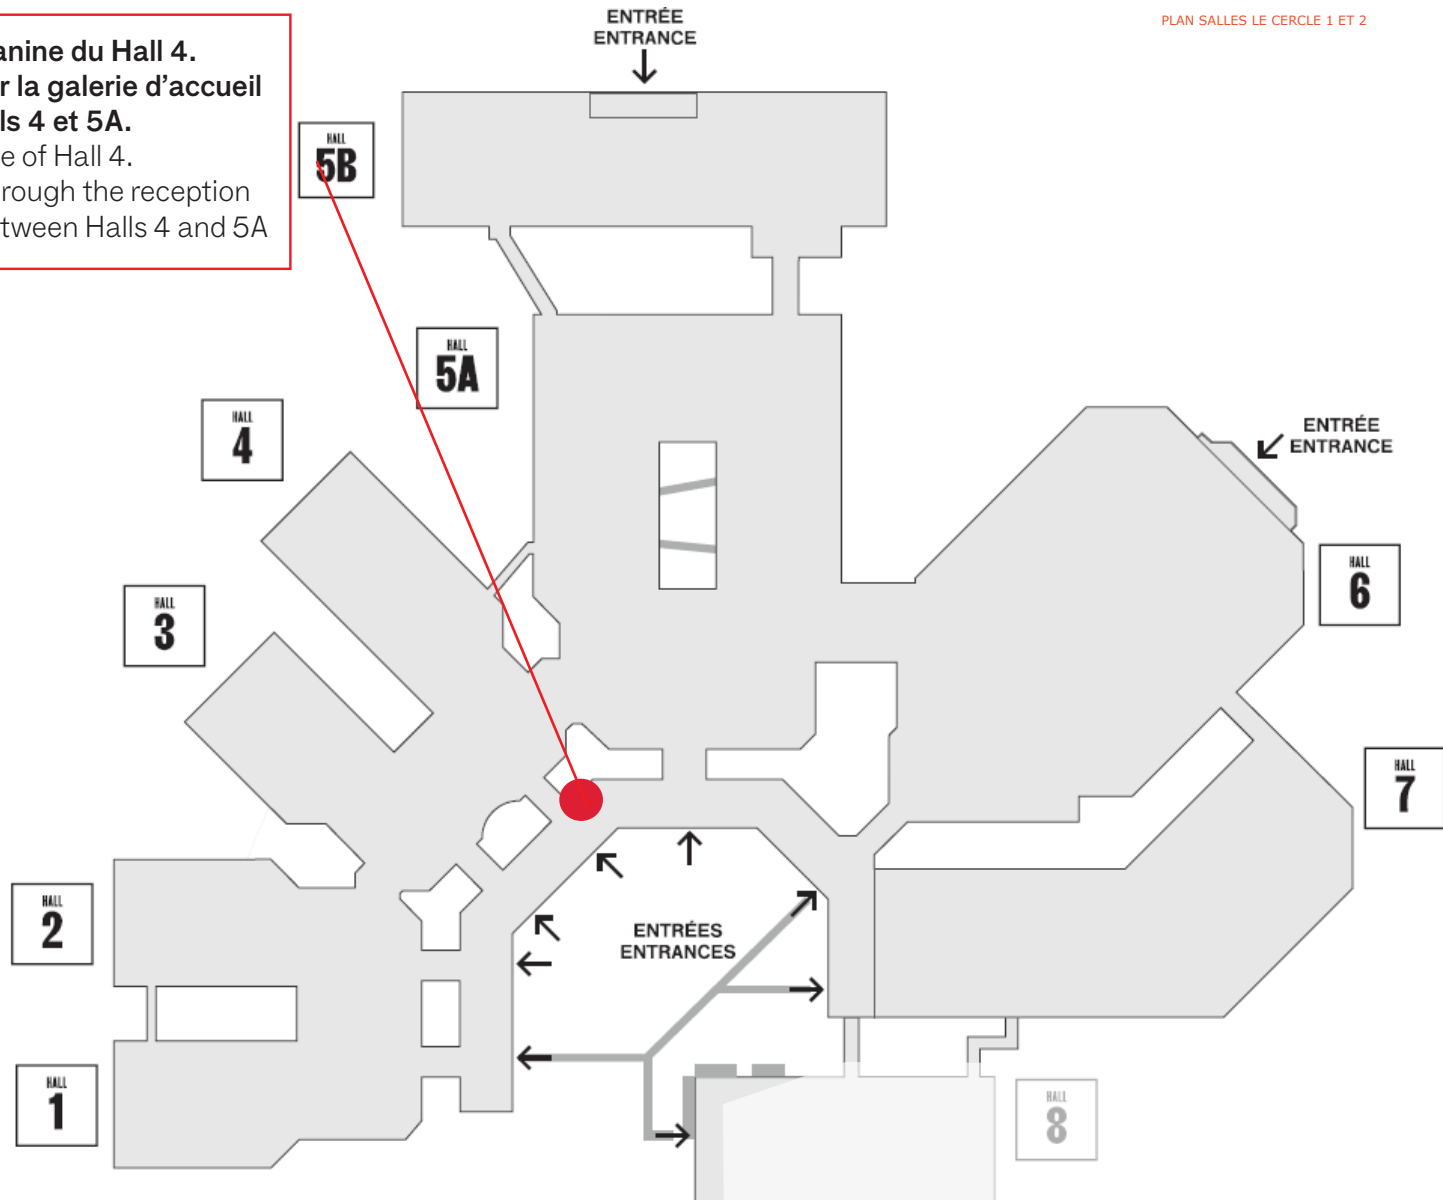 PLAN SALLES LE CERCLE 1 ET 2
ENTRÉE
ENTRANCE
anine du Hall 4.
r la galerie d'accueil
ls 4 et 5A.
e of Hall 4.
rough the reception
tween Halls 4 and 5A
HALL
5B
HALL
5A
HALL
4
ENTRÉE
ENTRANCE
HALL
6
HALL
3
HALL
7
HALL
2
ENTRÉES
ENTRANCES
HALL
1
HALL
8